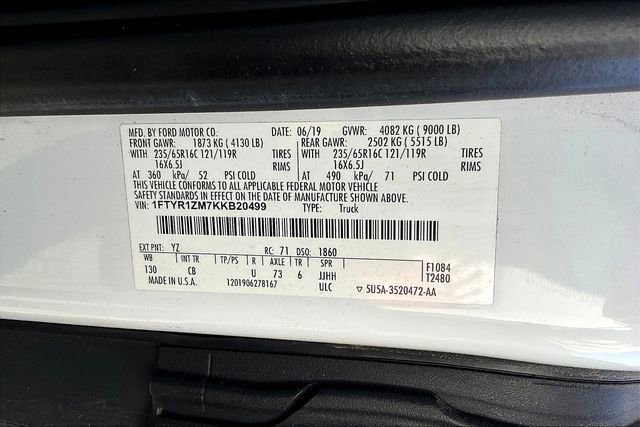 MFD. BY FORD MOTOR CO. DATE: 06/19 GVWR: 4082 KG ( 9000 LB)
FRONT GAWR: 1873 KG ( 4130 LB) REAR GAWR: 2502 KG ( 5515 LB)
WITH 235/65R16C 121/119R TIRES WITH 235/65R16C 121/119R TIRES
16X6.5J RIMS 16X6.5J RIMS
AT 360 kPa/ 52 PSI COLD AT 490 kPa/ 71 PSI COLD
THIS VEHICLE CONFORMS TO ALL APPLICABLE FEDERAL MOTOR VEHICLE
SAFETY STANDARDS IN EFFECT ON THE DATE OF MANUFACTURE SHOWN ABOVE.
VIN: 1FTYR1ZM7KKB20499 TYPE: Truck
EXT PNT: YZ RC: 71 DSO: 1860
WB INT TR TP/PS R AXLE TR SPR F1084
130 CB U 73 6 JJHH T2480
MADE IN U.S.A. 1201906278167 ULC ▽ 5U5A-3520472-AA